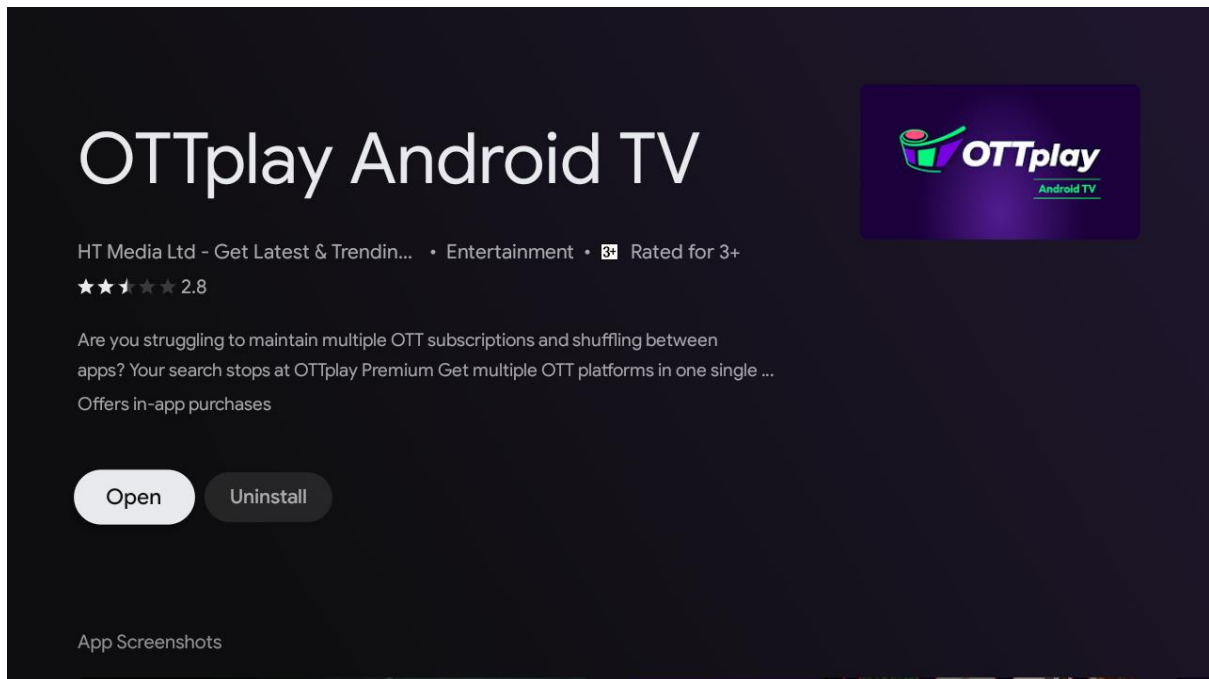 OTTplay Android TV
OTTplay
Android TV
HT Media Ltd - Get Latest & Trendin... • Entertainment • 3+ Rated for 3+
2.8
Are you struggling to maintain multiple OTT subscriptions and shuffling between
apps? Your search stops at OTTplay Premium Get multiple OTT platforms in one single ...
Offers in-app purchases
Open Uninstall
App Screenshots